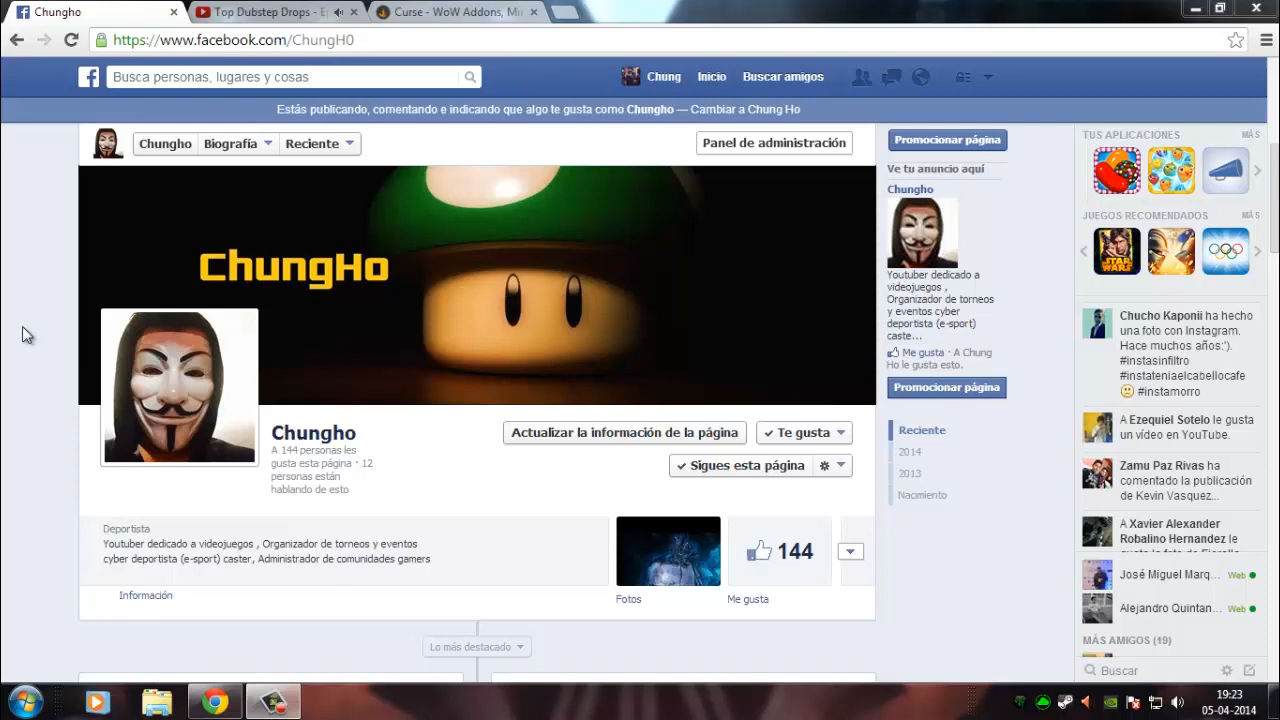 Chungho
Top Dubstep Drops - Ep
Curse - WoW Addons, Mi
https://www.facebook.com/ChungH0
Busca personas, lugares y cosas
Chung
Inicio
Buscar amigos
Estás publicando, comentando e indicando que algo te gusta como Chungho — Cambiar a Chung Ho
Chungho
Biografía
Reciente
Panel de administración
ChungHo
Chungho
A 144 personas les
gusta esta página · 12
personas están
hablando de esto
Actualizar la información de la página
Te gusta
Sigues esta página
Deportista
Youtuber dedicado a videojuegos , Organizador de torneos y eventos
cyber deportista (e-sport) caster, Administrador de comunidades gamers
Información
Fotos
144
Me gusta
Lo más destacado
Promocionar página
Ve tu anuncio aquí
Chungho
Youtuber dedicado a
videojuegos ,
Organizador de torneos
y eventos cyber
deportista (e-sport)
caste...
Me gusta · A Chung
Ho le gusta esto.
Promocionar página
Reciente
2014
2013
Nacimiento
TUS APLICACIONES
MÁS
JUEGOS RECOMENDADOS
MÁS
STAR WARS
Chucho Kaponii ha hecho
una foto con Instagram.
Hace muchos años:').
#instasinfiltro
#instateniaelcabellocafe
#instamorro
A Ezequiel Sotelo le gusta
un vídeo en YouTube.
Zamu Paz Rivas ha
comentado la publicación
de Kevin Vasquez...
A Xavier Alexander
Robalino Hernandez le
José Miguel Marq...
Web
Alejandro Quintan...
Web
MÁS AMIGOS (19)
Buscar
19:23
05-04-2014